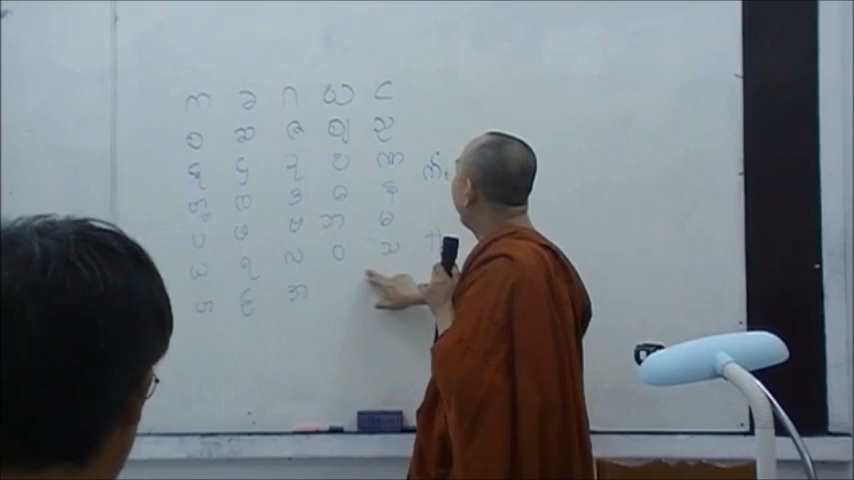 က ခ ဂ ဃ င
စ ဆ ဇ ဈ ည
ဋ ဌ ဍ ဎ ဏ က်
တ ထ ဒ ဓ န
ပ ဖ ဗ ဘ မ
ယ ရ လ ဝ သ
ဟ ဠ အ